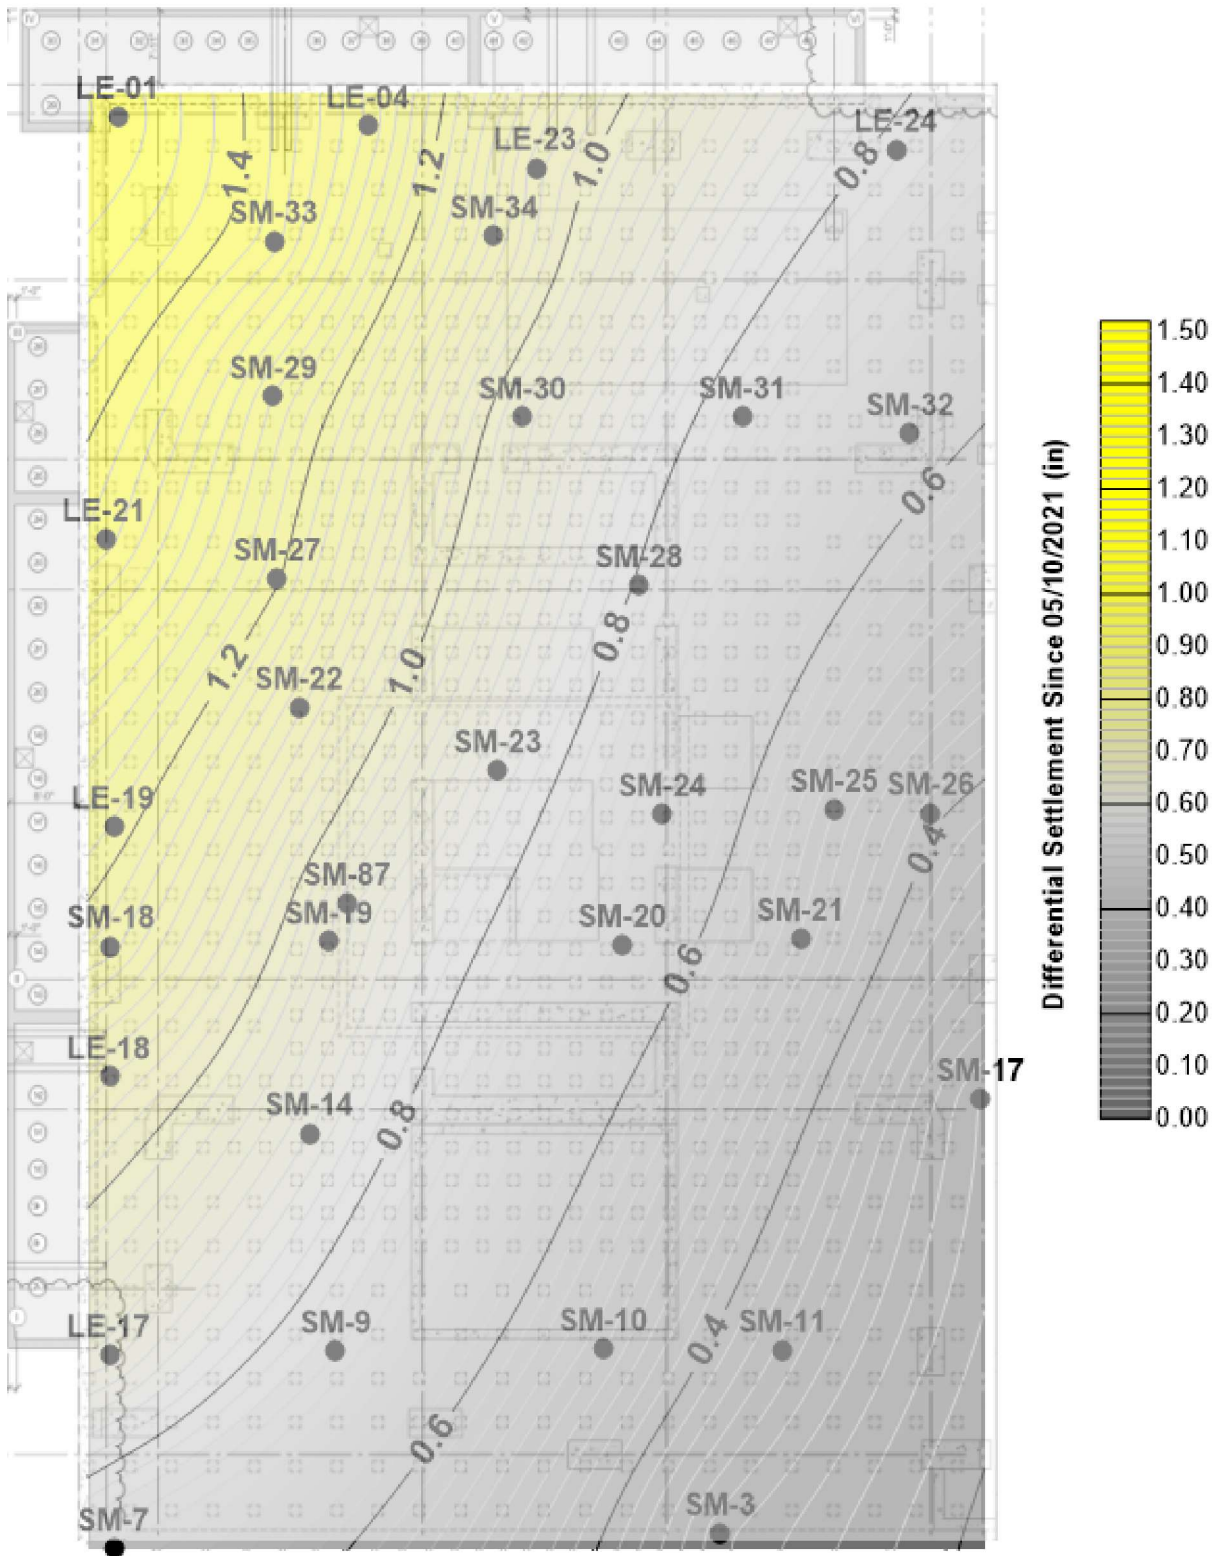 LE-01
LE-04
LE-23
LE-24
1.4
1.2
1.0
0.8
SM-33
SM-34
SM-29
SM-30
SM-31
SM-32
0.6
LE-21
SM-27
SM-28
0.8
1.2
1.0
SM-22
SM-23
SM-24
SM-25
SM-26
LE-19
0.4
SM-87
SM-18
SM-19
SM-20
SM-21
0.6
LE-18
SM-17
SM-14
0.8
LE-17
SM-9
SM-10
SM-11
0.4
0.6
SM-7
SM-3
Differential Settlement Since 05/10/2021 (in)
1.50
1.40
1.30
1.20
1.10
1.00
0.90
0.80
0.70
0.60
0.50
0.40
0.30
0.20
0.10
0.00